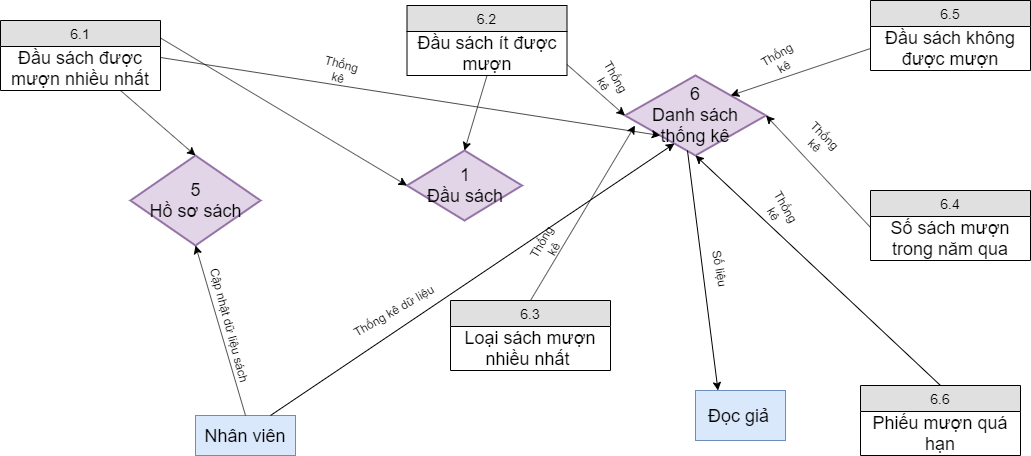 6.1
Đầu sách được
mượn nhiều nhất
6.2
Đầu sách ít được
mượn
6.5
Đầu sách không
được mượn
Thống
kê
Thống
kê
Thống
kê
6
Danh sách
thống kê
Thống
kê
1
Đầu sách
5
Hồ sơ sách
6.4
Số sách mượn
trong năm qua
Thống
kê
Thống
kê
Số liệu
Cập nhật dữ liệu sách
Thống kê dữ liệu
6.3
Loại sách mượn
nhiều nhất
6.6
Phiếu mượn quá
hạn
Nhân viên
Đọc giả